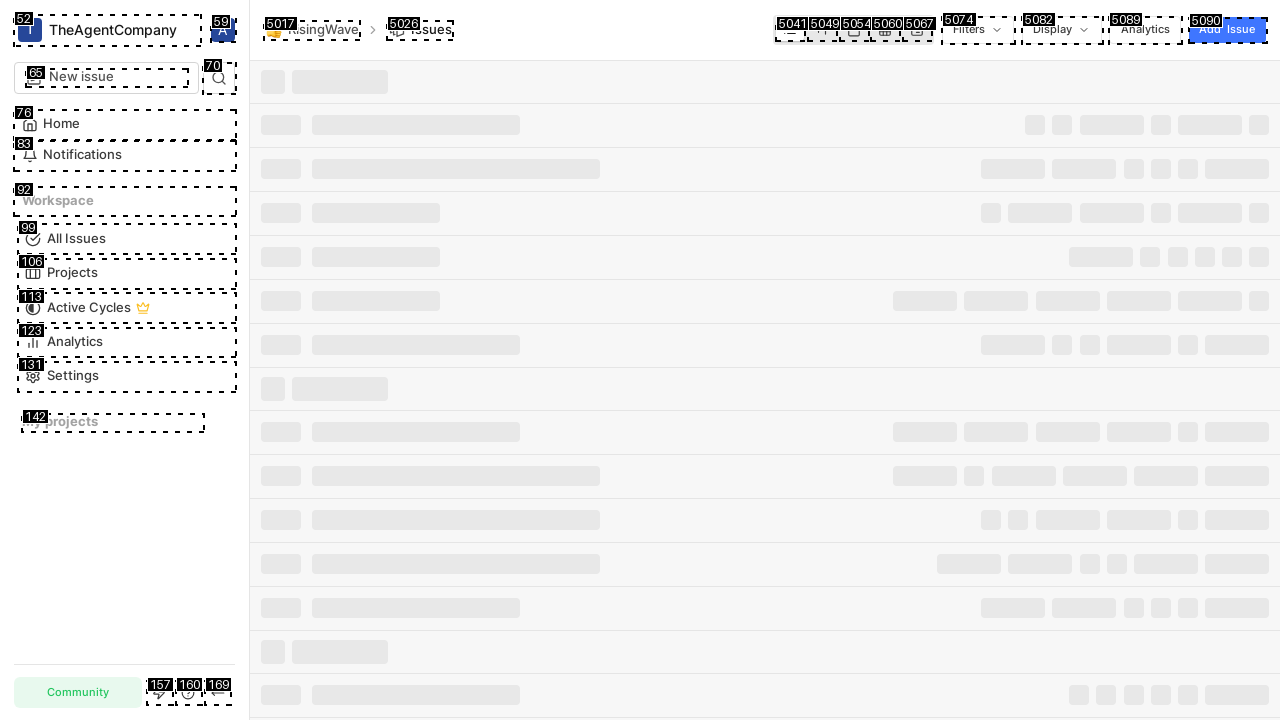 52
T TheAgentCompany
59
A
5017
RisingWave
5026
Issues
5041
5049
5054
5060
5067
5074
Filters
5082
Display
5089
Analytics
5090
Add Issue
65
New issue
70
76
Home
83
Notifications
92
Workspace
99
All Issues
106
Projects
113
Active Cycles
123
Analytics
131
Settings
142
My projects
Community
157
160
169